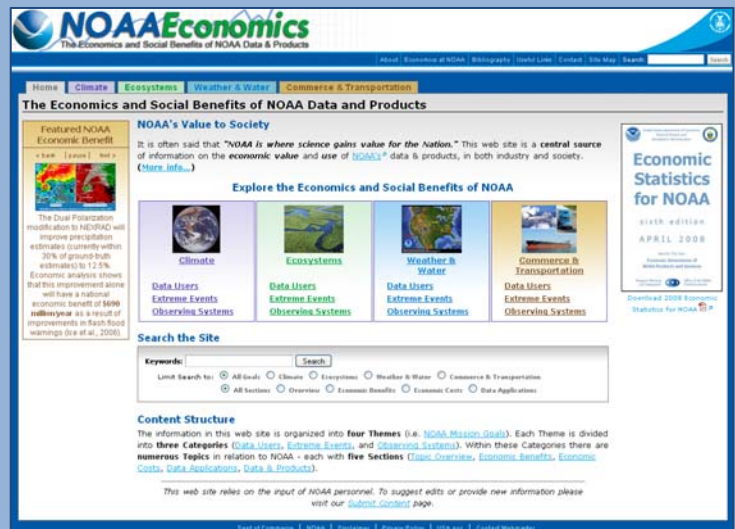 NOAAEconomics
The Economics and Social Benefits of NOAA Data & Products
About Economics at NOAA Bibliography Useful Links Contact Site Map Search: Search
Home Climate Ecosystems Weather & Water Commerce & Transportation
The Economics and Social Benefits of NOAA Data and Products
Featured NOAA
Economic Benefit
< back | pause | next >
The Dual Polarization
modification to NEXRAD will
improve precipitation
estimates (currently within
30% of ground-truth
estimates) to 12.5%.
Economic analysis shows
that this improvement alone
will have a national
economic benefit of $690
million/year as a result of
improvements in flash flood
warnings (Ice et al., 2008).
NOAA's Value to Society
It is often said that "NOAA is where science gains value for the Nation." This web site is a central source
of information on the economic value and use of NOAA's data & products, in both industry and society.
(More info...)
Explore the Economics and Social Benefits of NOAA
Climate
Data Users
Extreme Events
Observing Systems
Ecosystems
Data Users
Extreme Events
Observing Systems
Weather &
Water
Data Users
Extreme Events
Observing Systems
Commerce &
Transportation
Data Users
Extreme Events
Observing Systems
Search the Site
Keywords: Search
Limit Search to: All Goals Climate Ecosystems Weather & Water Commerce & Transportation
All Sections Overview Economic Benefits Economic Costs Data Applications
Content Structure
The information in this web site is organized into four Themes (i.e. NOAA Mission Goals). Each Theme is divided
into three Categories (Data Users, Extreme Events, and Observing Systems). Within these Categories there are
numerous Topics in relation to NOAA - each with five Sections (Topic Overview, Economic Benefits, Economic
Costs, Data Applications, Data & Products).
This web site relies on the input of NOAA personnel. To suggest edits or provide new information please
visit our Submit Content page.
Economic
Statistics
for NOAA
sixth edition
APRIL 2008
Download 2008 Economic
Statistics for NOAA
Dept of Commerce | NOAA | Disclaimer | Privacy Policy | USA.gov | Contact Webmaster